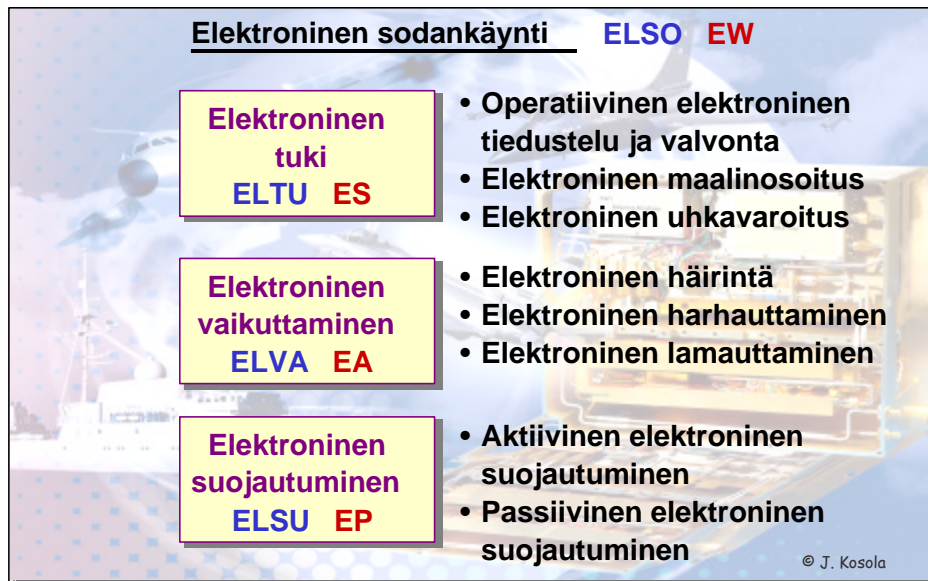 Elektroninen sodankäynti ELSO EW
Elektroninen
tuki
ELTU ES
• Operatiivinen elektroninen
tiedustelu ja valvonta
• Elektroninen maalinosoitus
• Elektroninen uhkavaroitus
Elektroninen
vaikuttaminen
ELVA EA
• Elektroninen häirintä
• Elektroninen harhauttaminen
• Elektroninen lamauttaminen
Elektroninen
suojautuminen
ELSU EP
• Aktiivinen elektroninen
suojautuminen
• Passiivinen elektroninen
suojautuminen
© J. Kosola